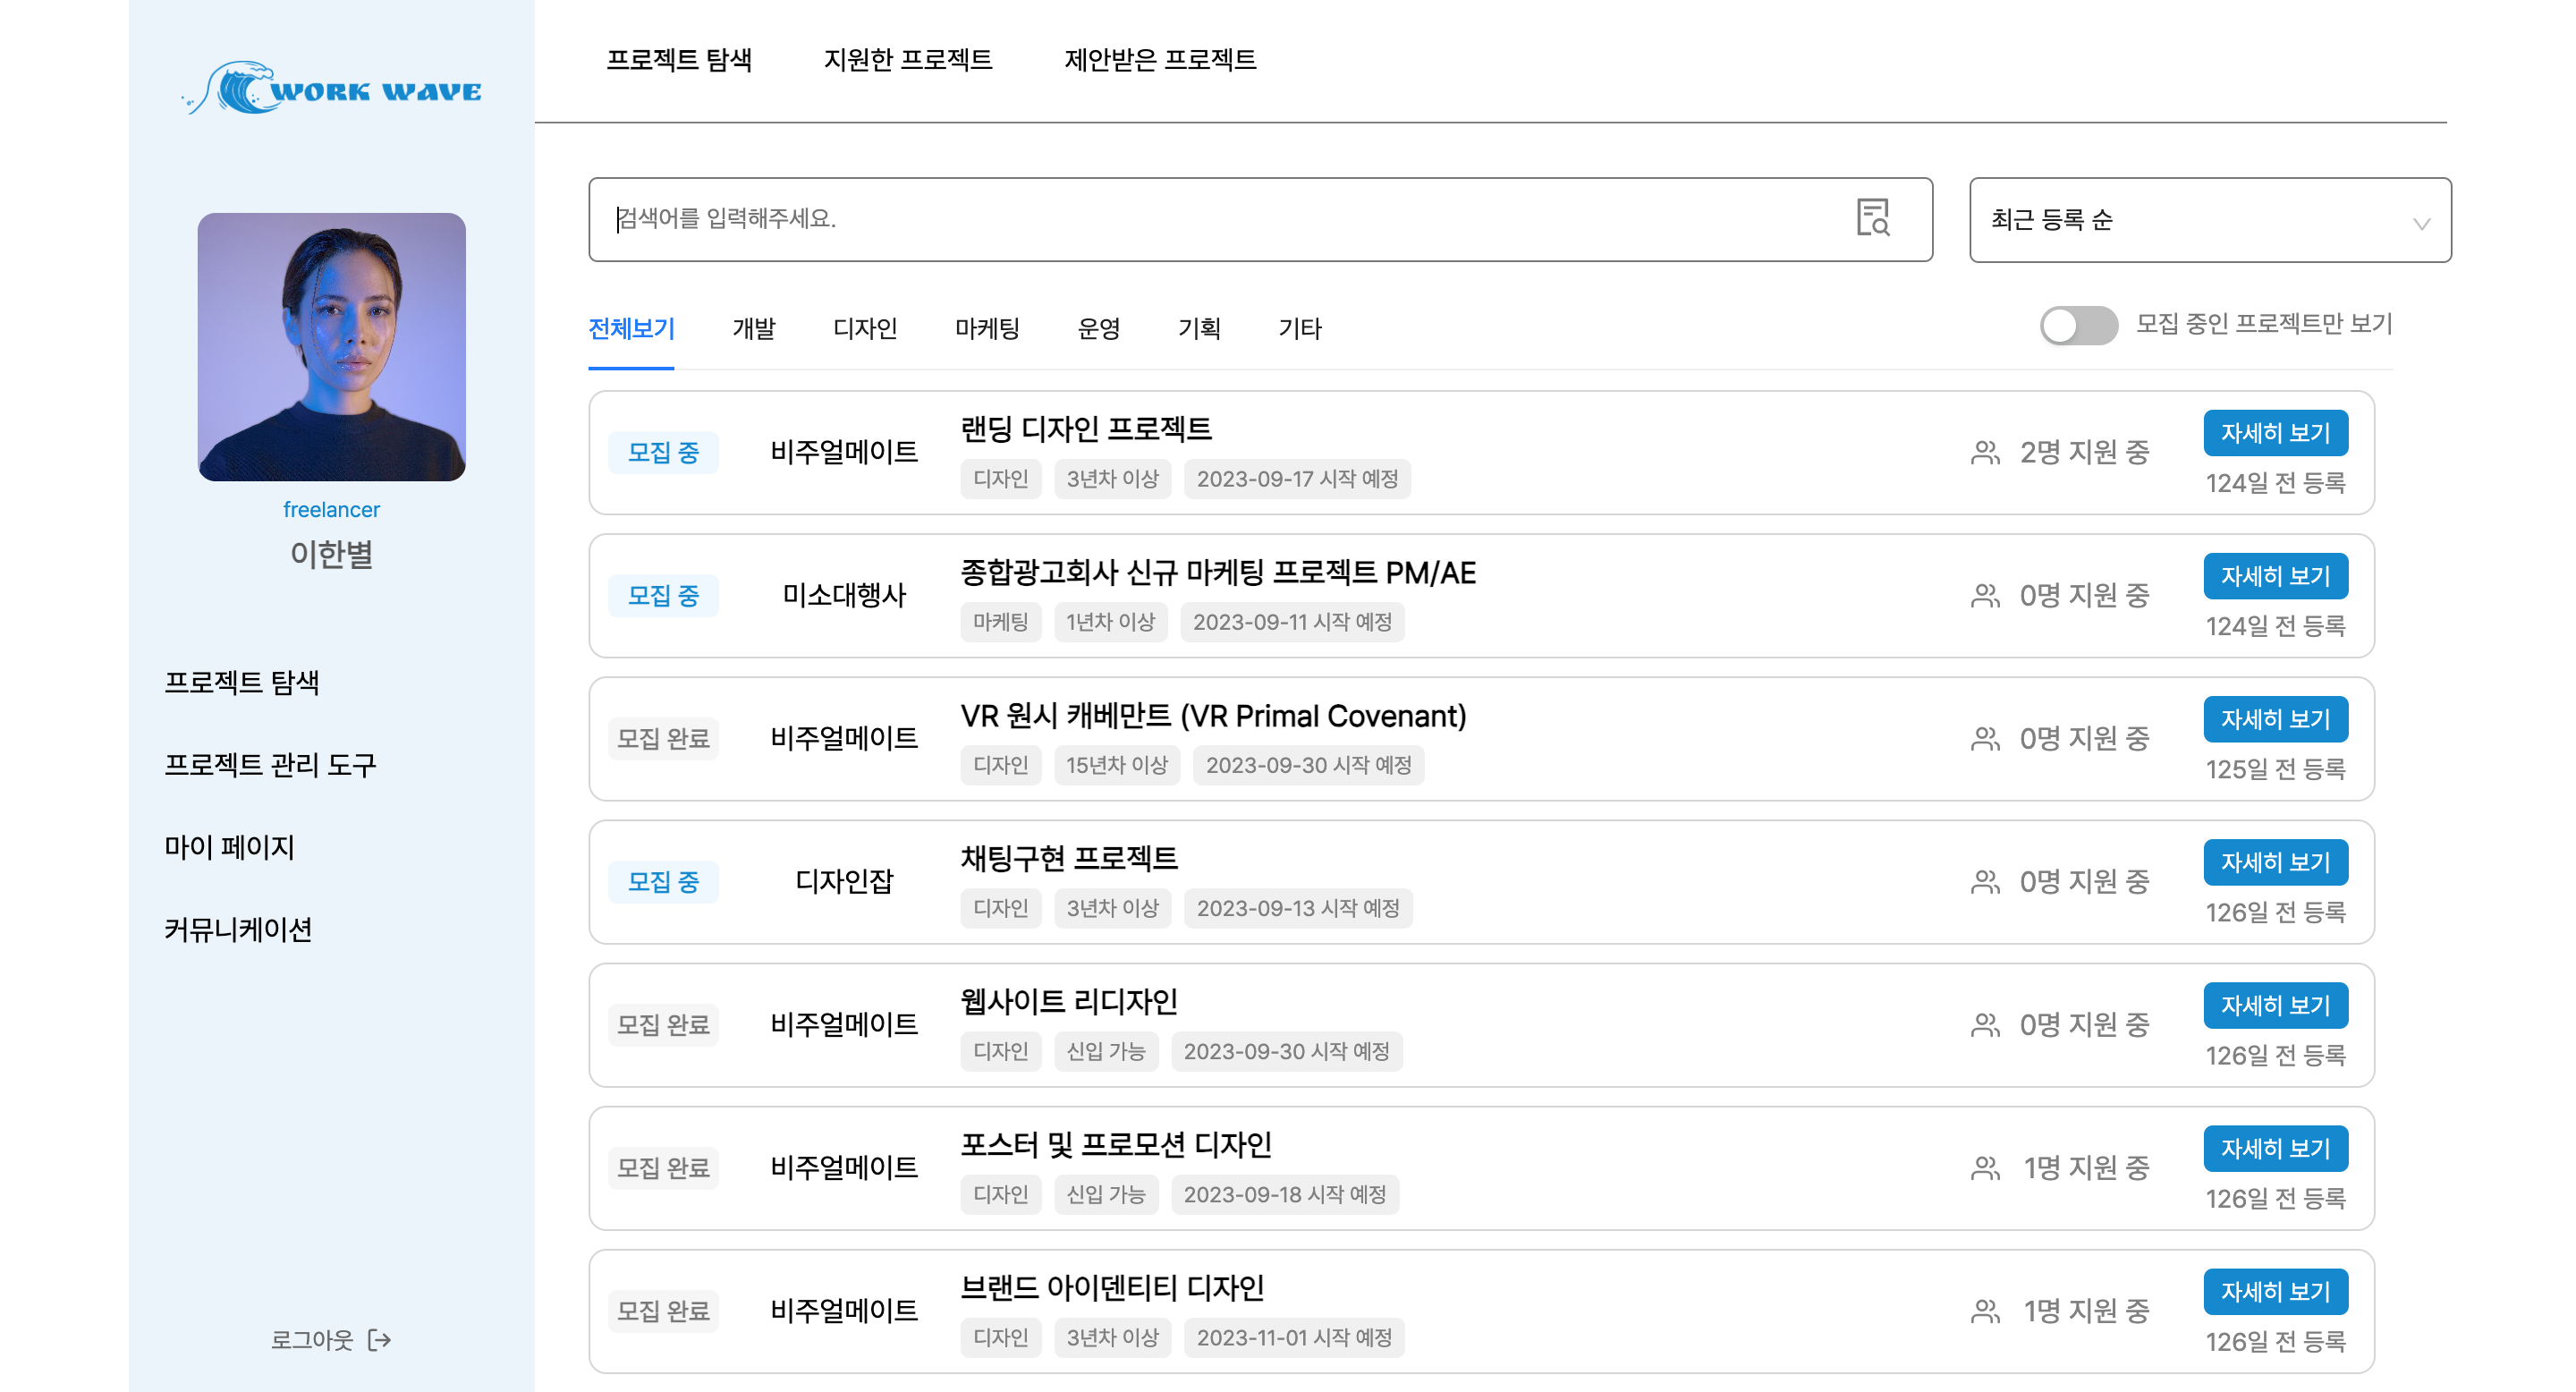 WORK WAVE
freelancer
이한별
프로젝트 탐색
프로젝트 관리 도구
마이 페이지
커뮤니케이션
로그아웃
프로젝트 탐색 지원한 프로젝트 제안받은 프로젝트
검색어를 입력해주세요.
최근 등록 순
전체보기 개발 디자인 마케팅 운영 기획 기타
모집 중인 프로젝트만 보기
모집 중
비주얼메이트
랜딩 디자인 프로젝트
디자인 3년차 이상 2023-09-17 시작 예정
2명 지원 중
자세히 보기
124일 전 등록
모집 중
미소대행사
종합광고회사 신규 마케팅 프로젝트 PM/AE
마케팅 1년차 이상 2023-09-11 시작 예정
0명 지원 중
자세히 보기
124일 전 등록
모집 완료
비주얼메이트
VR 원시 캐베만트 (VR Primal Covenant)
디자인 15년차 이상 2023-09-30 시작 예정
0명 지원 중
자세히 보기
125일 전 등록
모집 중
디자인잡
채팅구현 프로젝트
디자인 3년차 이상 2023-09-13 시작 예정
0명 지원 중
자세히 보기
126일 전 등록
모집 완료
비주얼메이트
웹사이트 리디자인
디자인 신입 가능 2023-09-30 시작 예정
0명 지원 중
자세히 보기
126일 전 등록
모집 완료
비주얼메이트
포스터 및 프로모션 디자인
디자인 신입 가능 2023-09-18 시작 예정
1명 지원 중
자세히 보기
126일 전 등록
모집 완료
비주얼메이트
브랜드 아이덴티티 디자인
디자인 3년차 이상 2023-11-01 시작 예정
1명 지원 중
자세히 보기
126일 전 등록